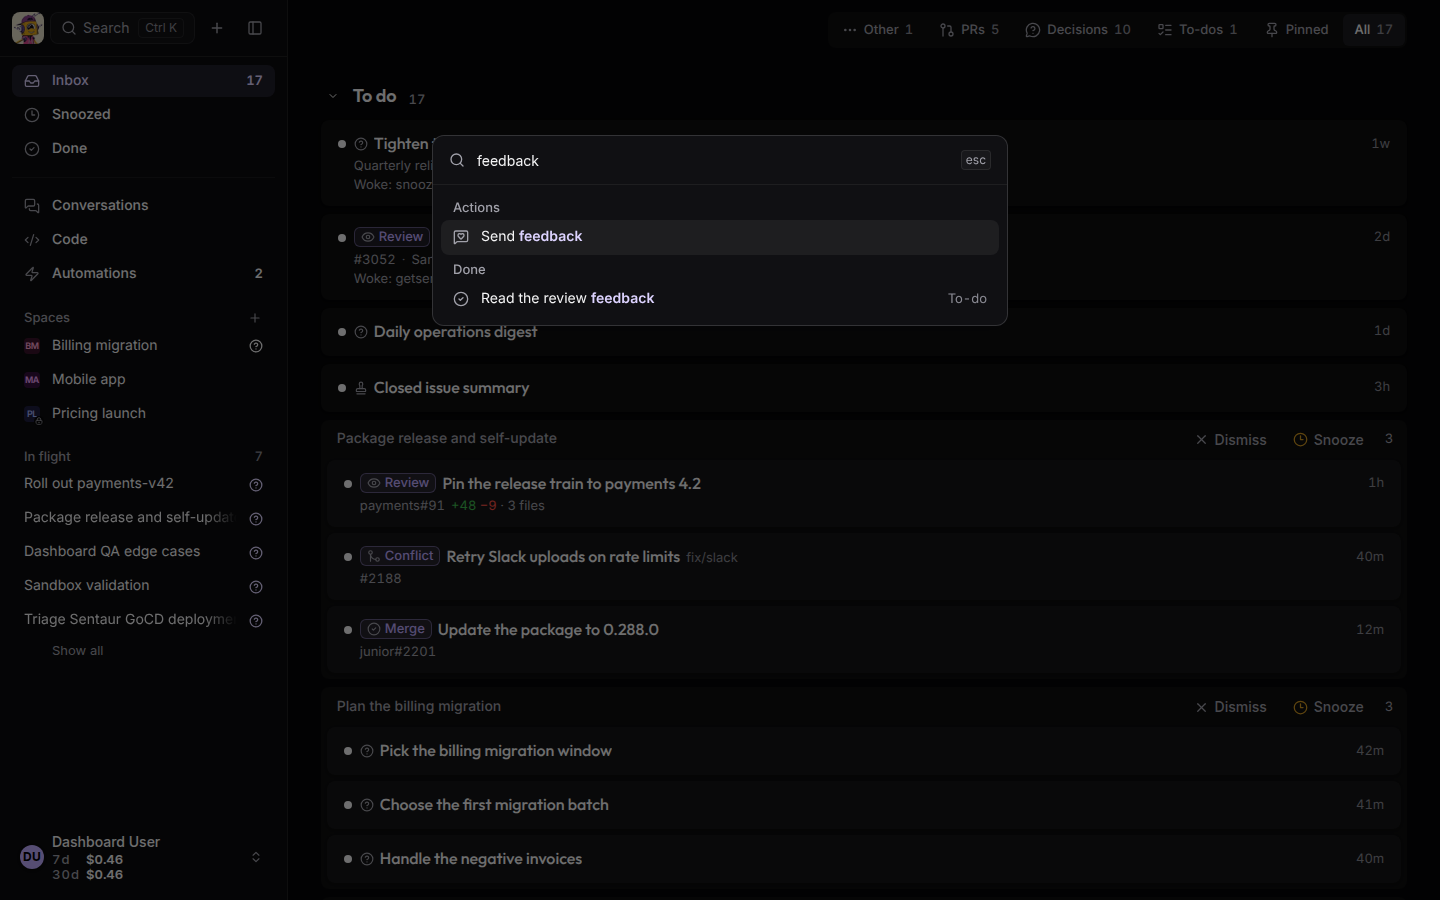 Search Ctrl K
Inbox 17
Snoozed
Done
Conversations
Code
Automations 2
Spaces
BM Billing migration
MA Mobile app
PL Pricing launch
In flight 7
Roll out payments-v42
Package release and self-updat
Dashboard QA edge cases
Sandbox validation
Triage Sentaur GoCD deployme
Show all
DU Dashboard User
7d $0.46
30d $0.46
Other 1 PRs 5 Decisions 10 To-dos 1 Pinned All 17
To do 17
Tighten 1w
Quarterly reli
Woke: snooz
Review 2d
#3052 · Sar
Woke: getser
feedback esc
Actions
Send feedback
Done
Read the review feedback To-do
Daily operations digest 1d
Closed issue summary 3h
Package release and self-update Dismiss Snooze 3
Review Pin the release train to payments 4.2 1h
payments#91 +48 −9 · 3 files
Conflict Retry Slack uploads on rate limits fix/slack 40m
#2188
Merge Update the package to 0.288.0 12m
junior#2201
Plan the billing migration Dismiss Snooze 3
Pick the billing migration window 42m
Choose the first migration batch 41m
Handle the negative invoices 40m